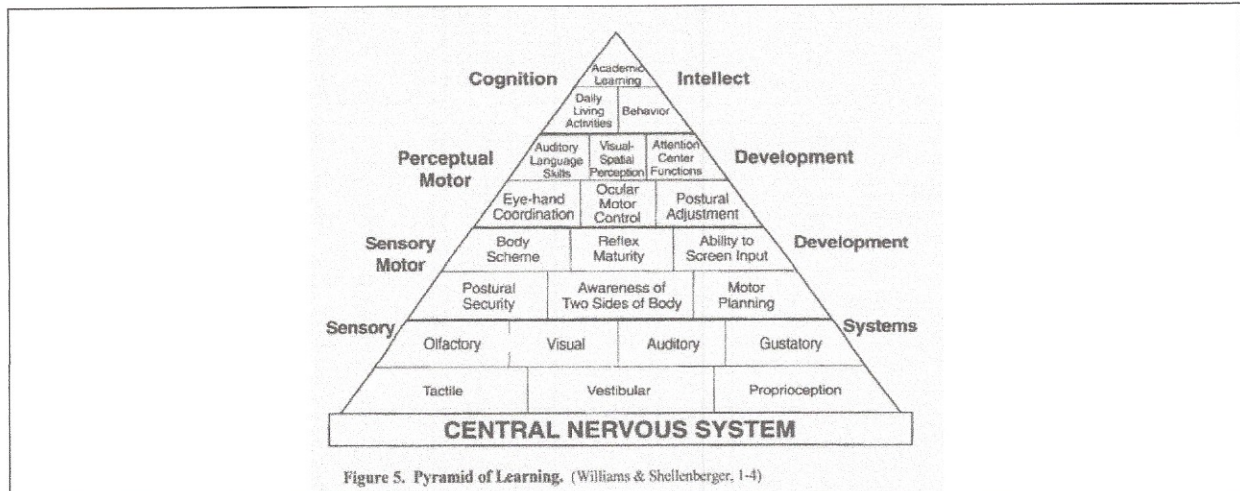 Academic
Learning
Cognition
Intellect
Daily
Living
Activities
Behavior
Auditory
Language
Skills
Visual-
Spatial
Perception
Attention
Center
Functions
Perceptual
Motor
Development
Eye-hand
Coordination
Ocular
Motor
Control
Postural
Adjustment
Sensory
Motor
Body
Scheme
Reflex
Maturity
Ability to
Screen Input
Development
Postural
Security
Awareness of
Two Sides of Body
Motor
Planning
Sensory
Systems
Olfactory
Visual
Auditory
Gustatory
Tactile
Vestibular
Proprioception
CENTRAL NERVOUS SYSTEM
Figure 5. Pyramid of Learning. (Williams & Shellenberger, 1-4)